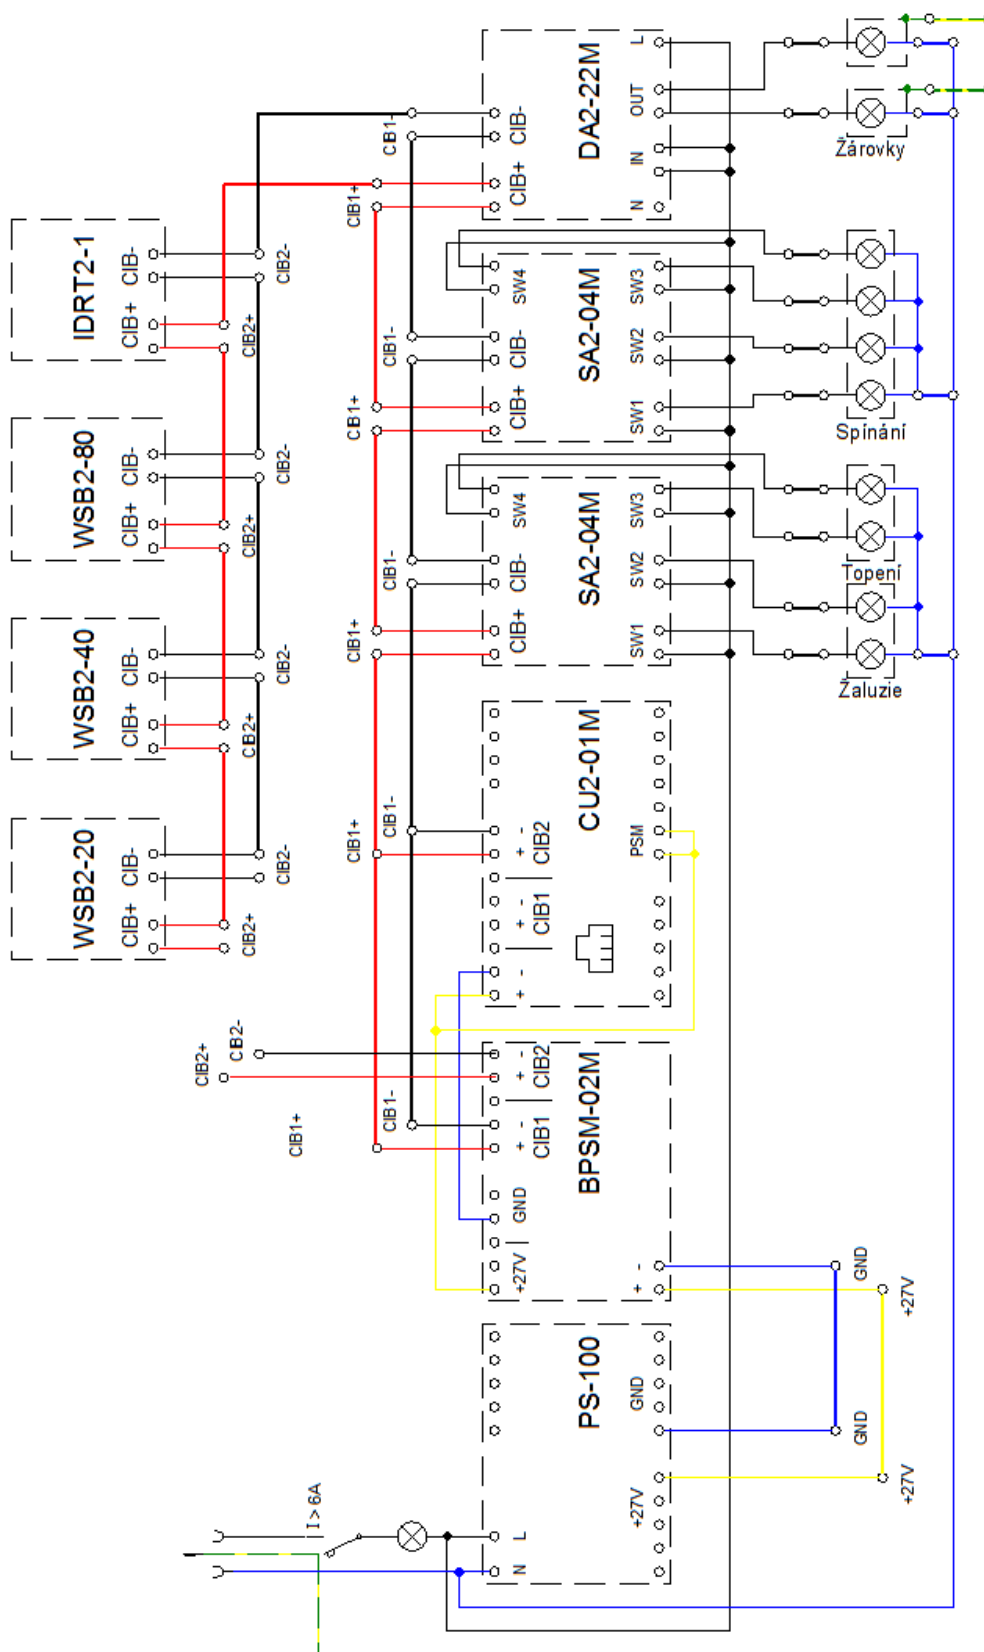 IDRT2-1
CIB-
CIB+
CIB2-
CIB2+
WSB2-80
CIB-
CIB+
CIB2-
CIB2+
WSB2-40
CIB-
CIB+
CIB2-
CIB2+
WSB2-20
CIB-
CIB+
CIB2-
CIB2+
CIB1-
CIB1+
DA2-22M
CIB-
CIB+
L
OUT
IN
N
Žárovky
CIB1-
CIB1+
SA2-04M
SW4
CIB-
CIB+
SW3
SW2
SW1
Spínání
CIB1-
CIB1+
SA2-04M
SW4
CIB-
CIB+
SW3
SW2
SW1
Topení
Žaluzie
CIB1-
CIB1+
CU2-01M
+ -
CIB2
+ -
CIB1
+ -
PSM
CIB2-
CIB2+
CIB1-
CIB1+
BPSM-02M
+ -
CIB2
+ -
CIB1
GND
+27V
+ -
GND
+27V
PS-100
GND
+27V
GND
+27V
L
N
I>6A